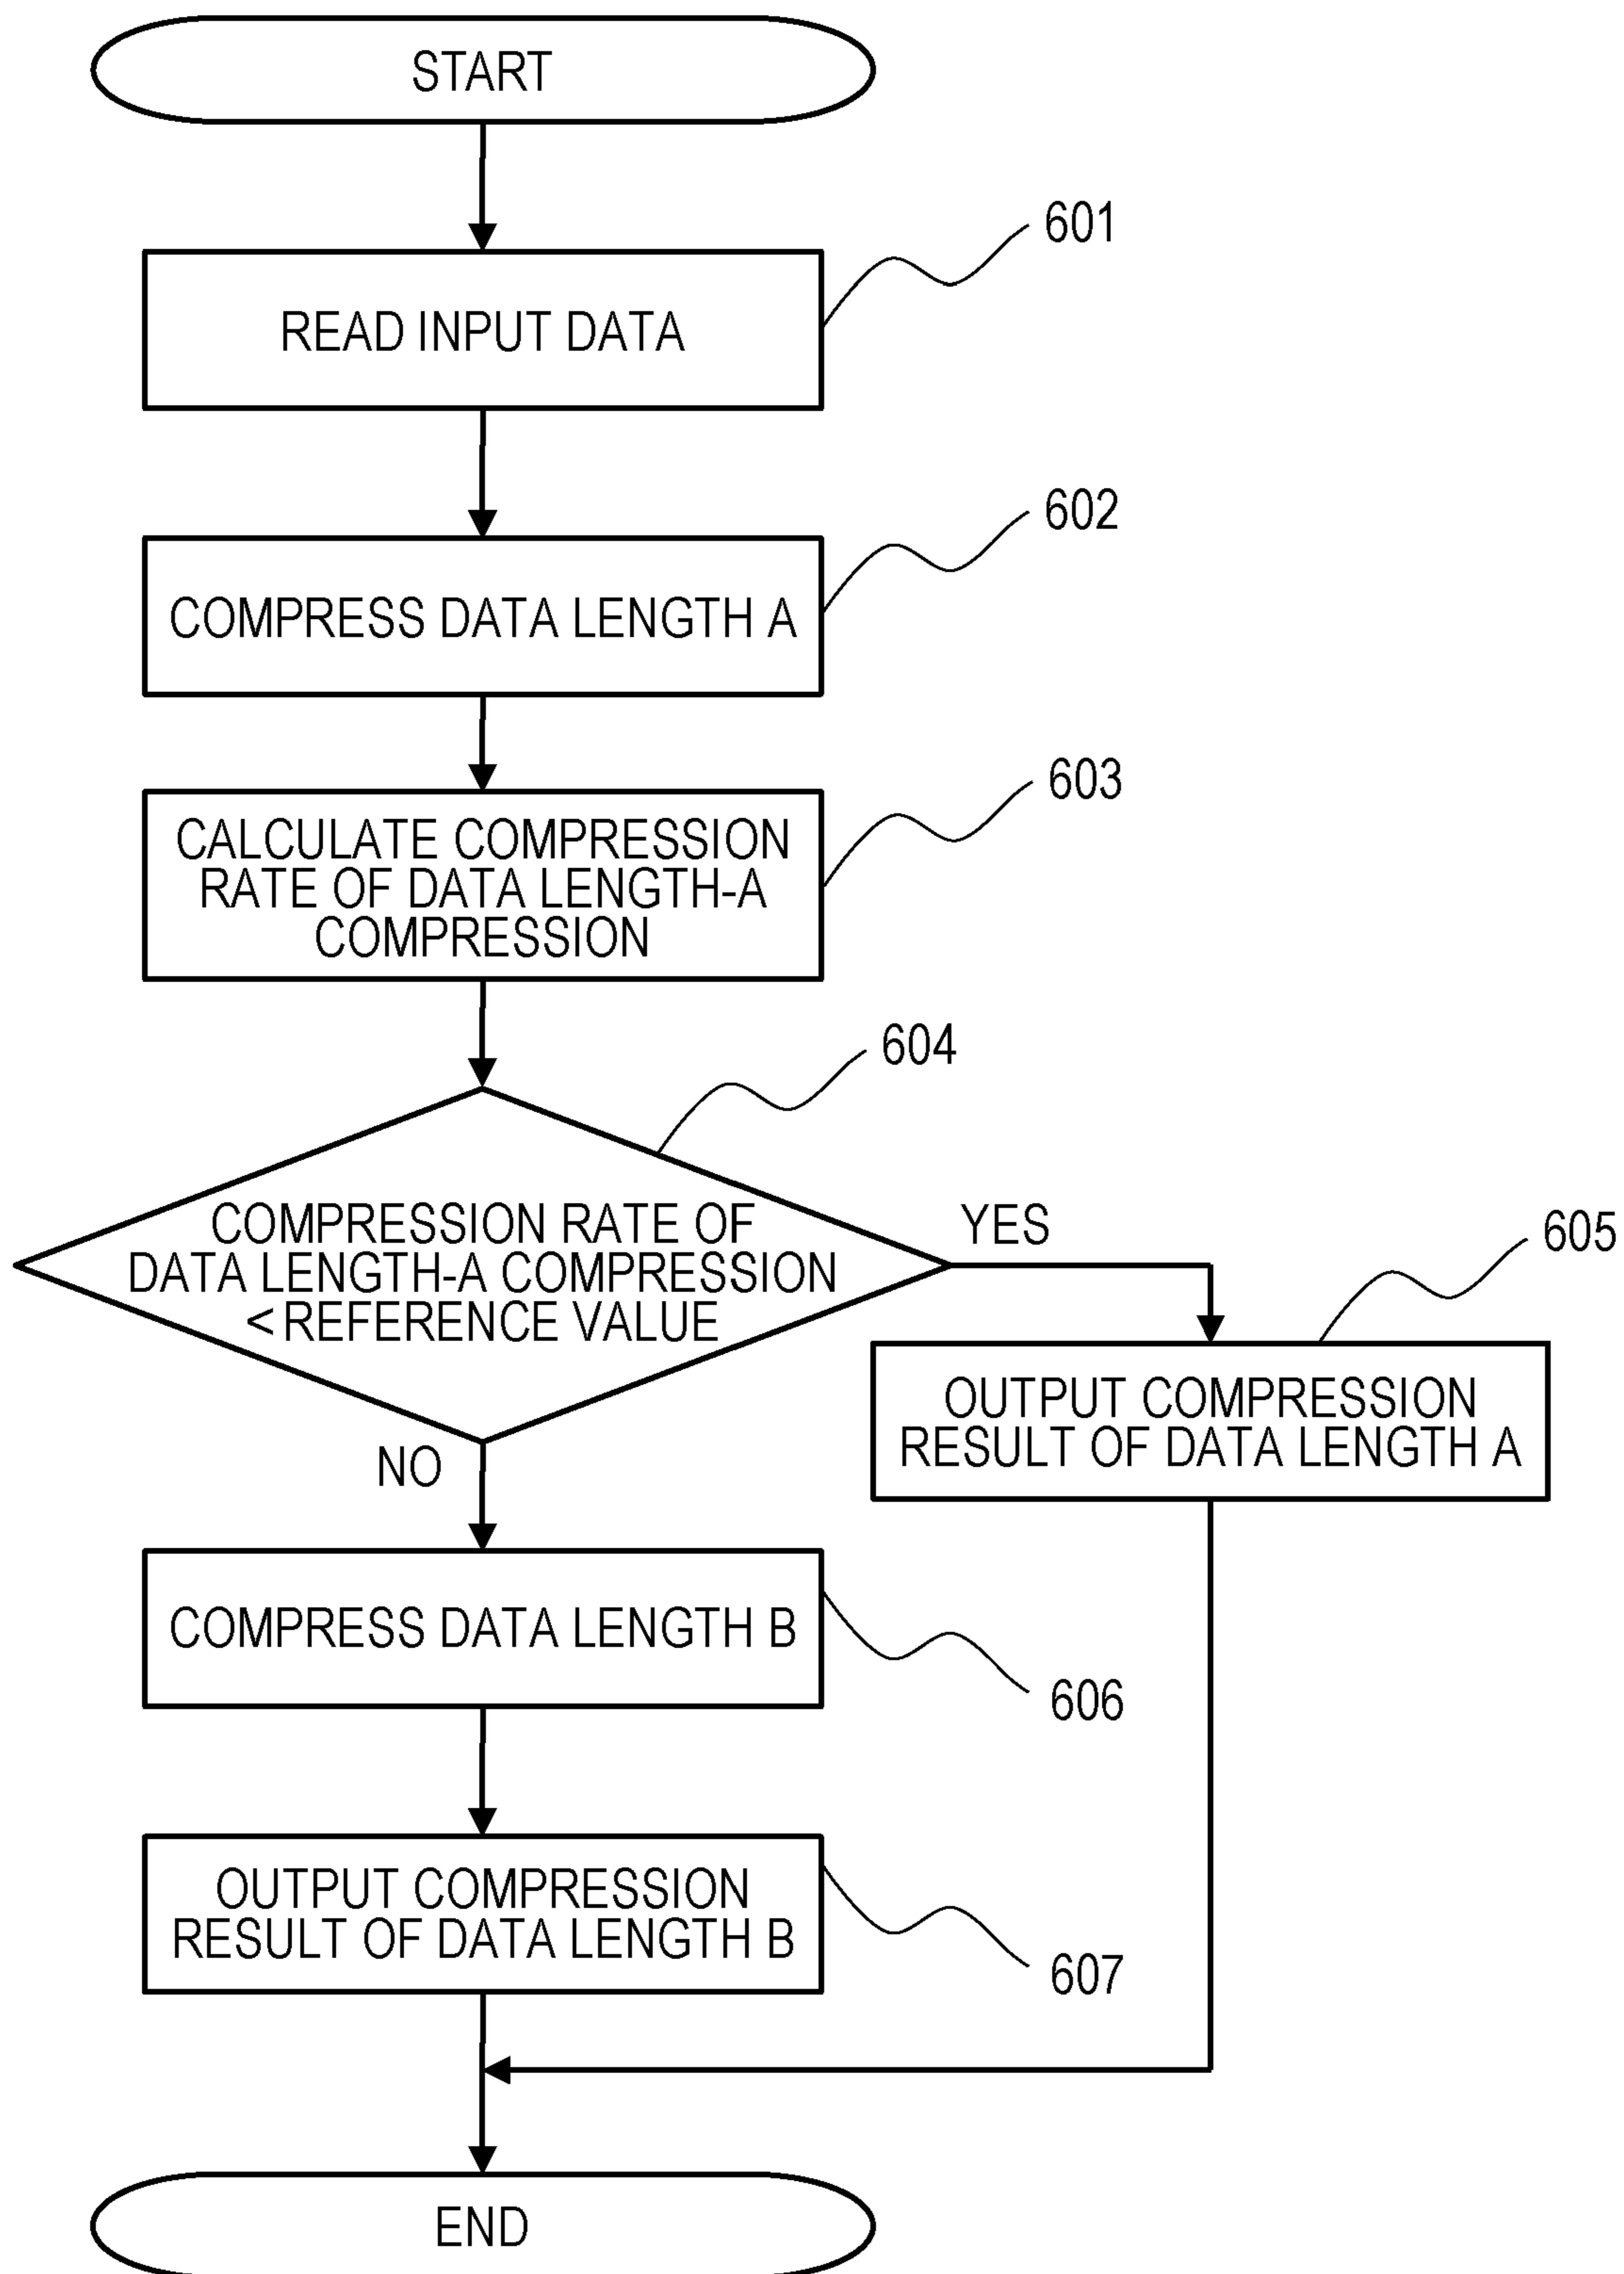 START
601
READ INPUT DATA
602
COMPRESS DATA LENGTH A
603
CALCULATE COMPRESSION
RATE OF DATA LENGTH-A
COMPRESSION
604
COMPRESSION RATE OF
DATA LENGTH-A COMPRESSION
< REFERENCE VALUE
YES
605
OUTPUT COMPRESSION
RESULT OF DATA LENGTH A
NO
COMPRESS DATA LENGTH B
606
OUTPUT COMPRESSION
RESULT OF DATA LENGTH B
607
END